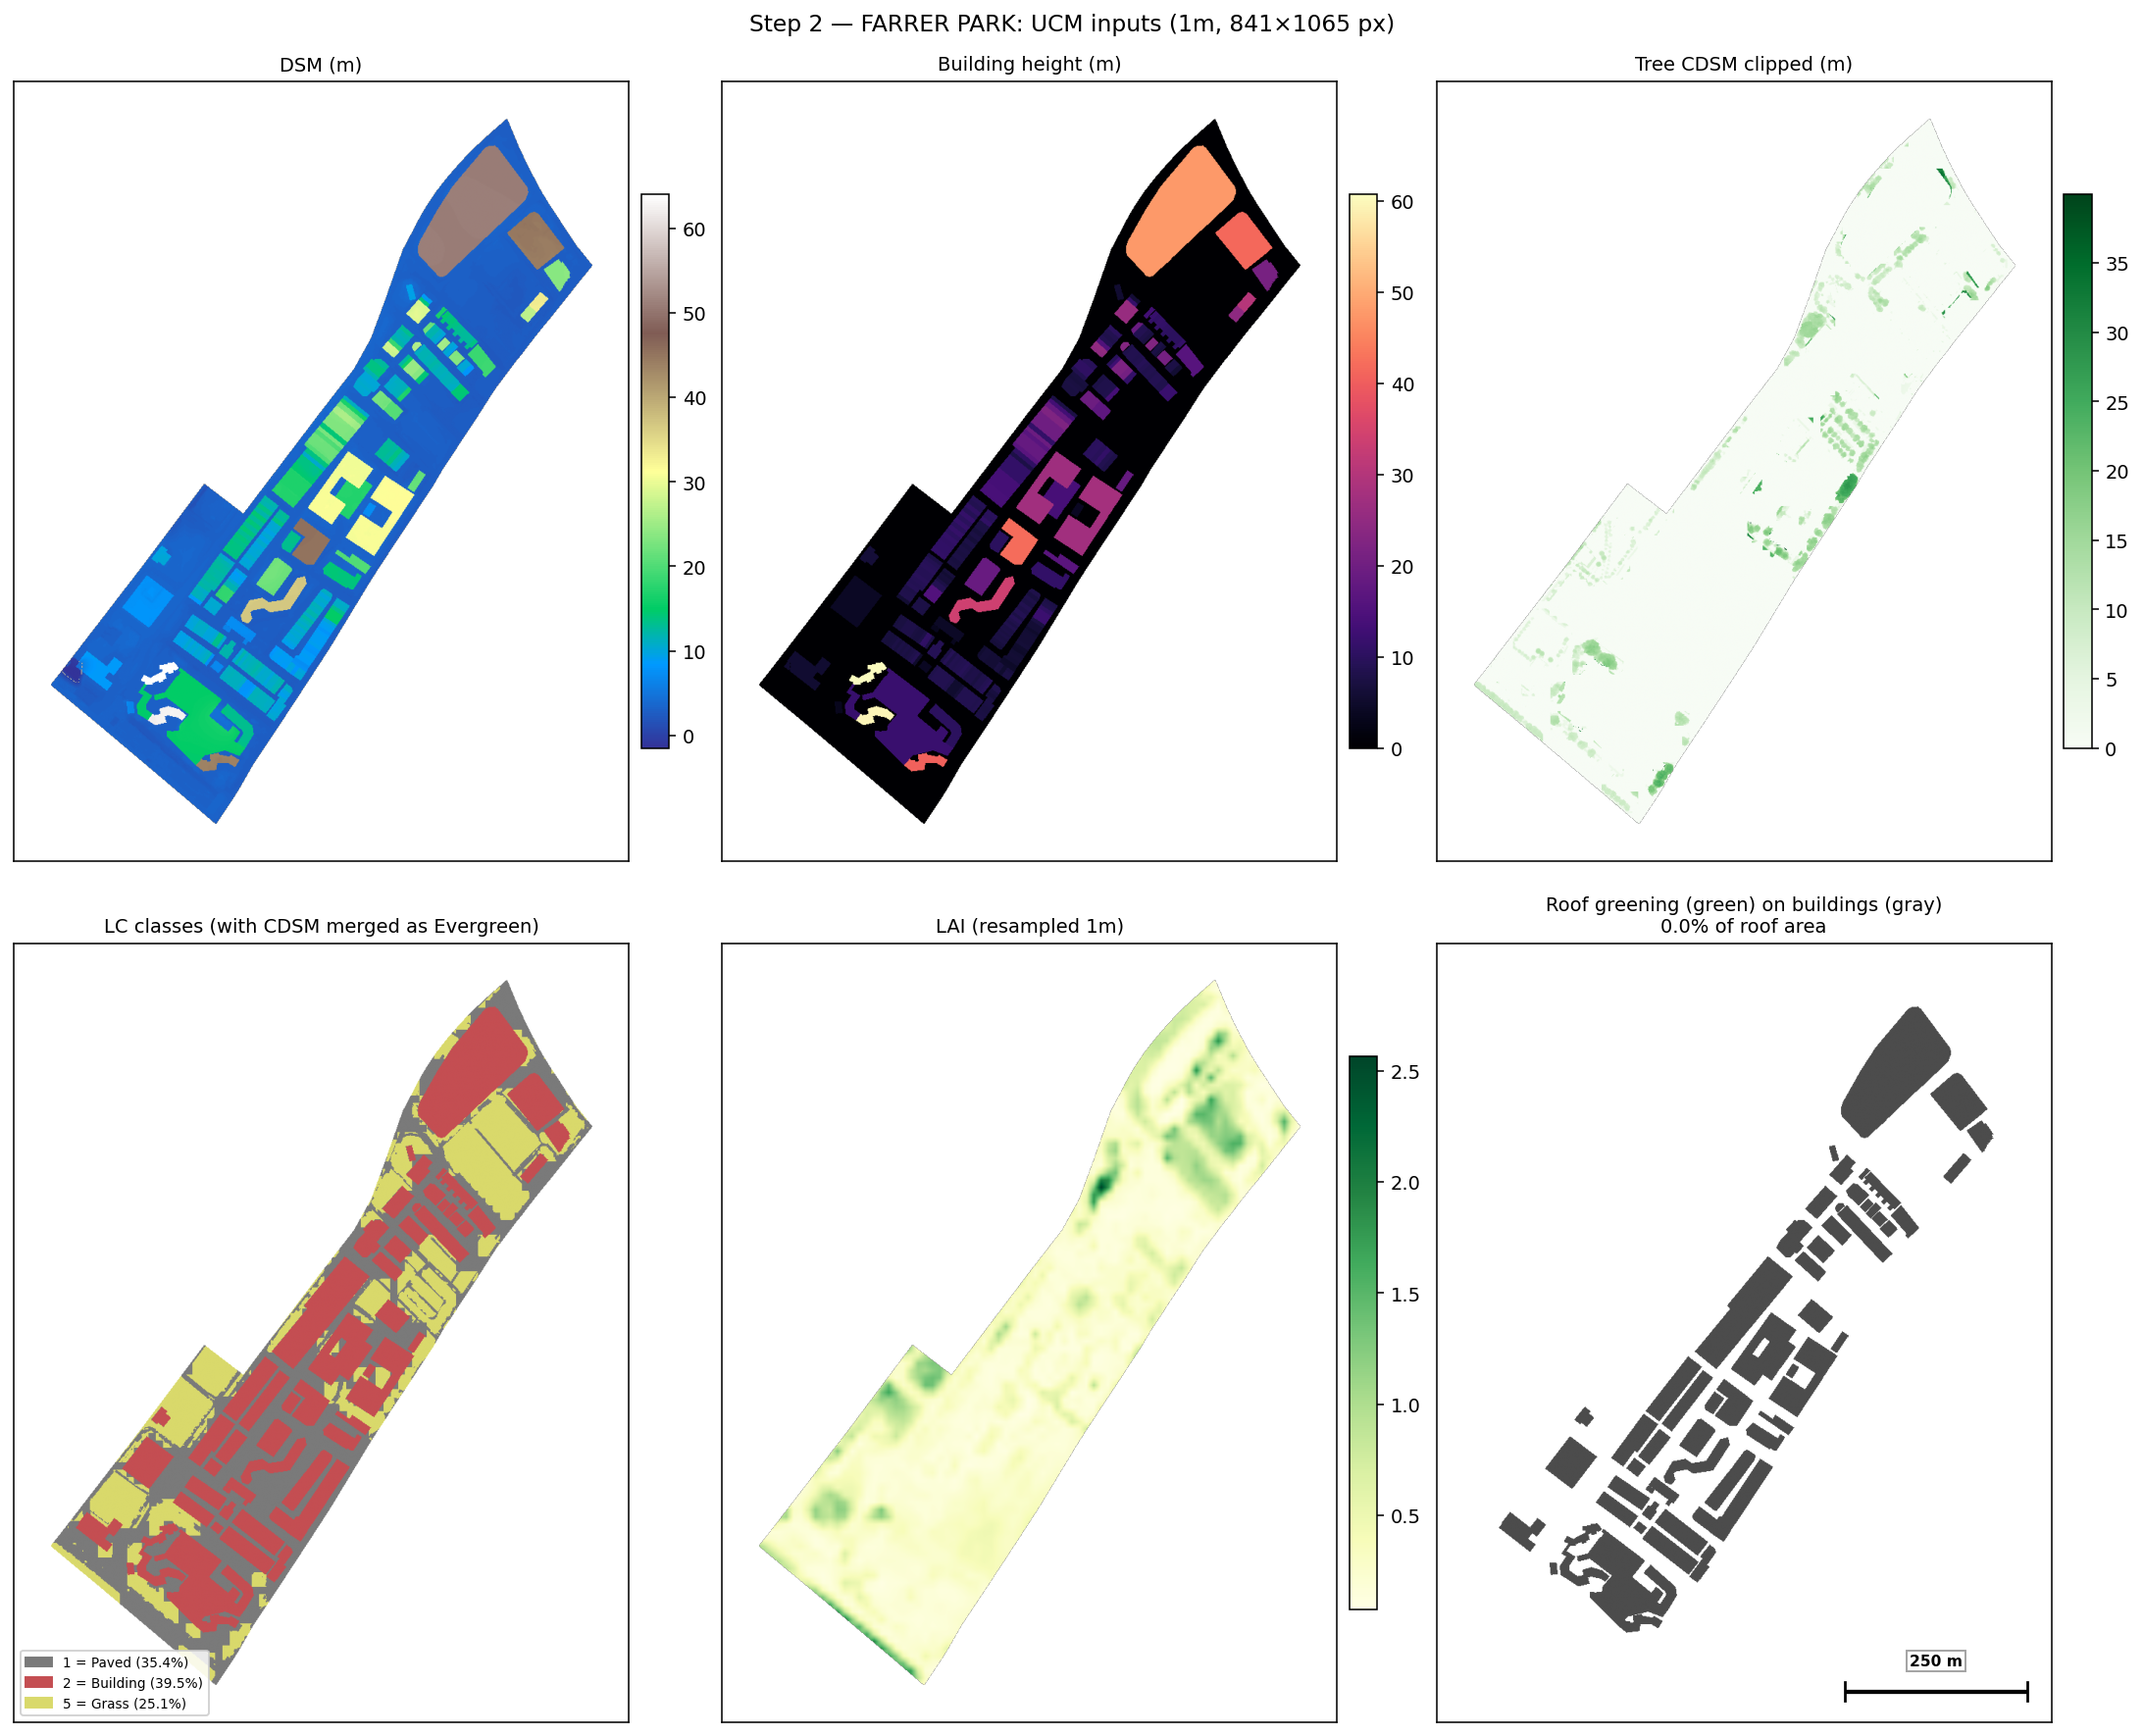 Step 2 — FARRER PARK: UCM inputs (1m, 841×1065 px)
DSM (m)
60
50
40
30
20
10
0
Building height (m)
60
50
40
30
20
10
0
Tree CDSM clipped (m)
35
30
25
20
15
10
5
0
LC classes (with CDSM merged as Evergreen)
1 = Paved (35.4%)
2 = Building (39.5%)
5 = Grass (25.1%)
LAI (resampled 1m)
2.5
2.0
1.5
1.0
0.5
Roof greening (green) on buildings (gray)
0.0% of roof area
250 m